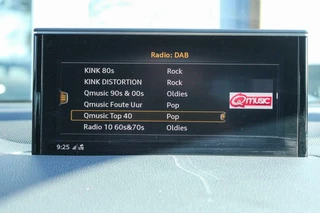 Radio: DAB
KINK 80s Rock
KINK DISTORTION Rock
Qmusic 90s & 00s Oldies
Qmusic Foute Uur Pop
Qmusic Top 40 Pop
Radio 10 60s&70s Oldies
Qmusic
9:25